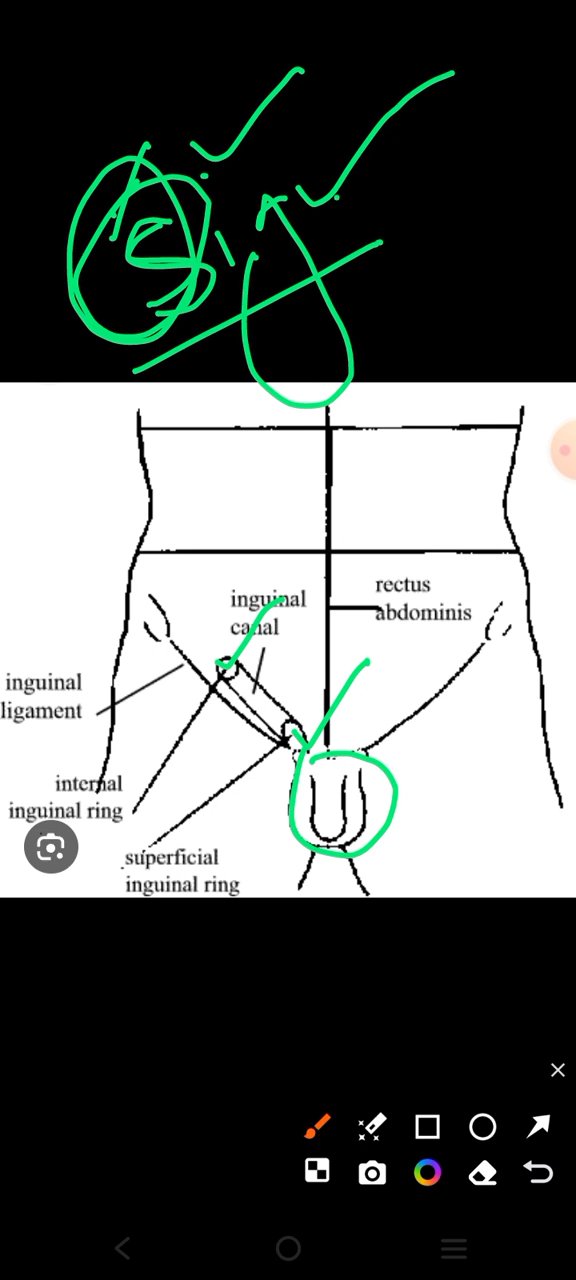 inguinal
canal
rectus
abdominis
inguinal
ligament
internal
inguinal ring
superficial
inguinal ring